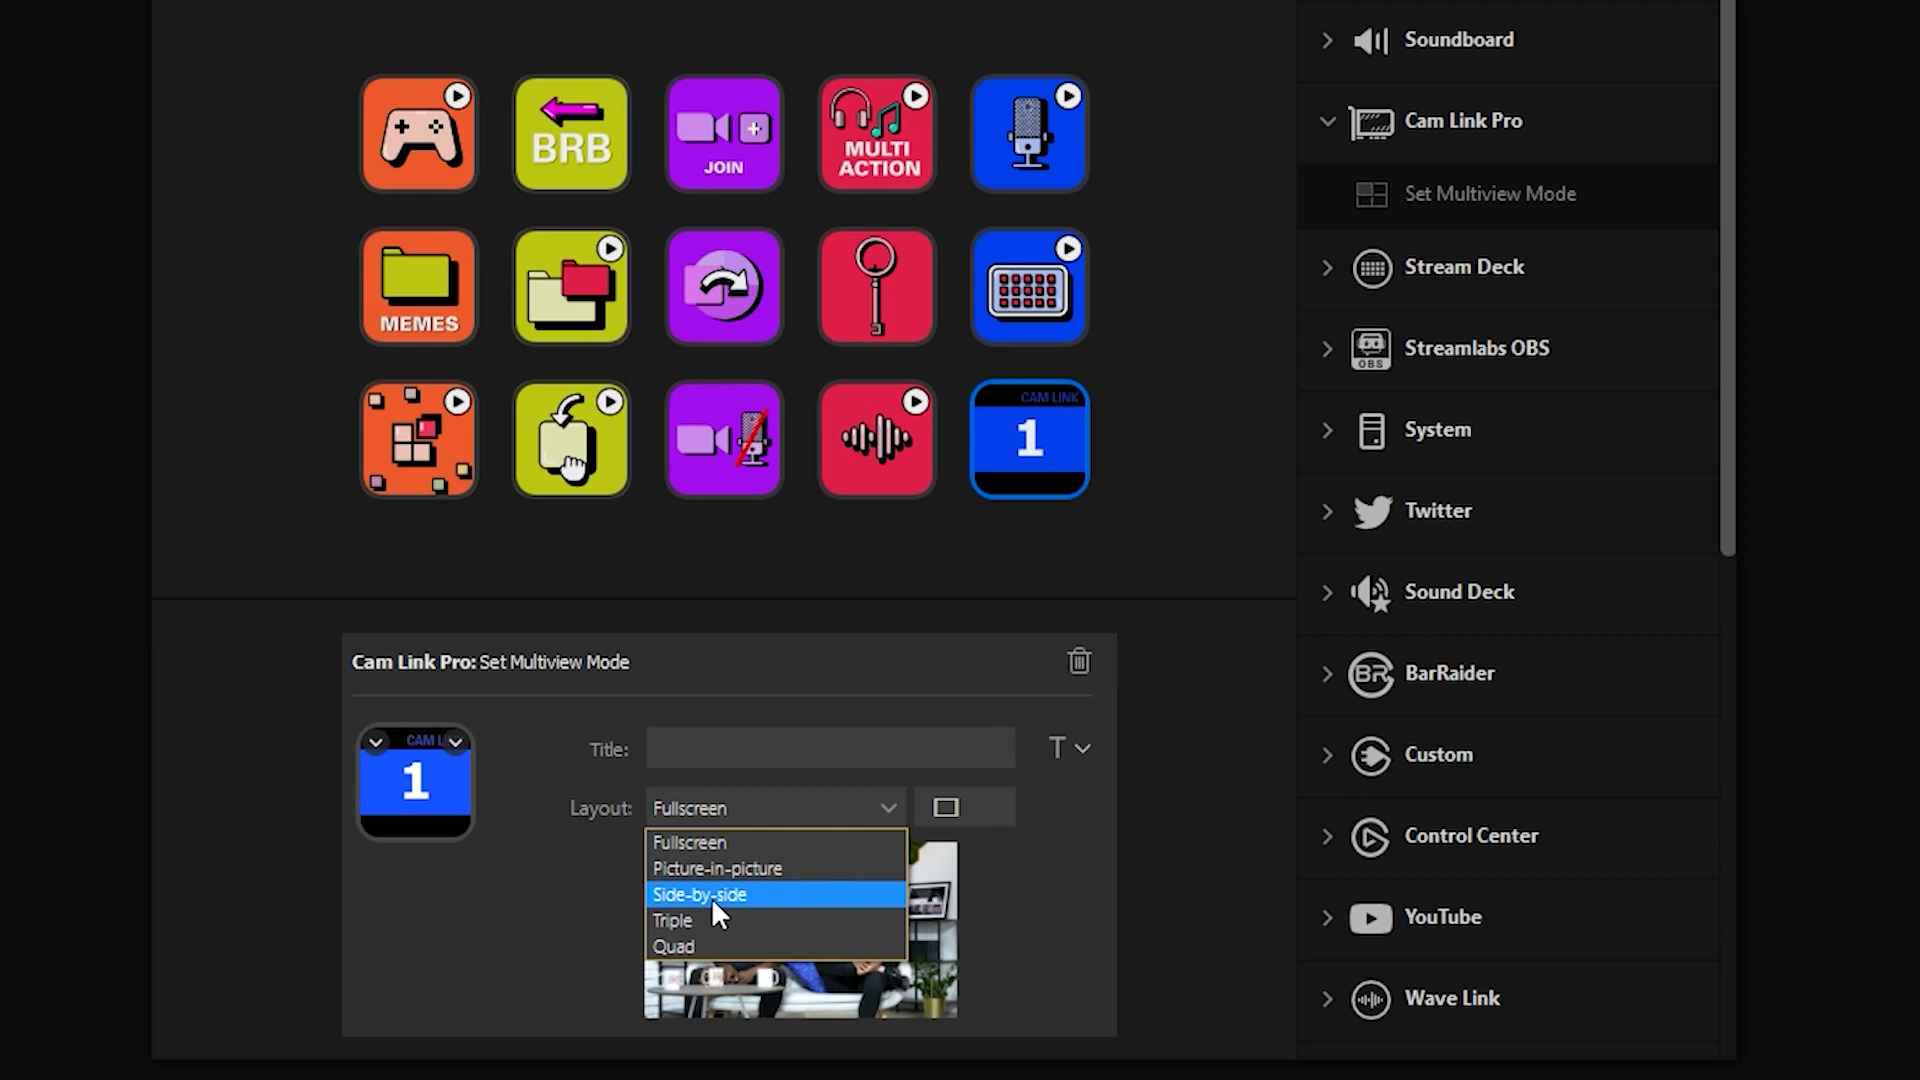 Soundboard
Cam Link Pro
Set Multiview Mode
Stream Deck
OBS
Streamlabs OBS
System
Twitter
Sound Deck
BR
BarRaider
Custom
Control Center
YouTube
Wave Link
BRB
JOIN
MULTI
ACTION
MEMES
CAM LINK
1
Cam Link Pro: Set Multiview Mode
CAM L
1
Title:
T
Layout:
Fullscreen
Fullscreen
Picture-in-picture
Side-by-side
Triple
Quad